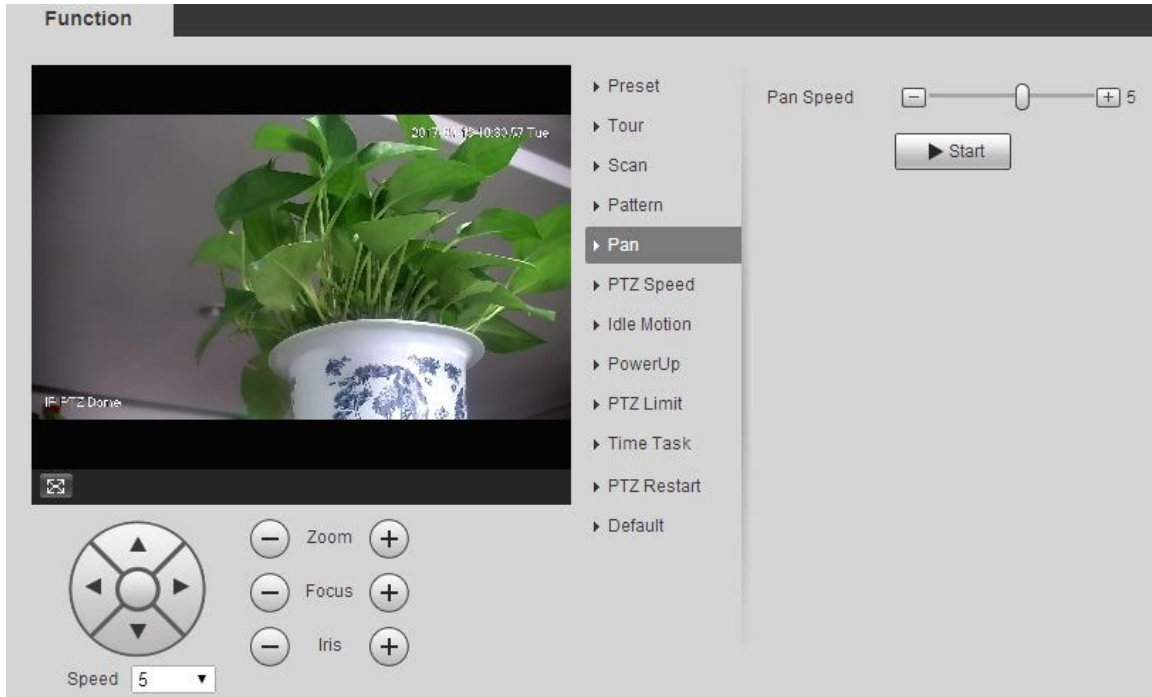 Function
Tue
IP PTZ Dome
Preset
Tour
Scan
Pattern
Pan
PTZ Speed
Idle Motion
PowerUp
PTZ Limit
Time Task
PTZ Restart
Default
Pan Speed 5
Start
Zoom
Focus
Iris
Speed 5